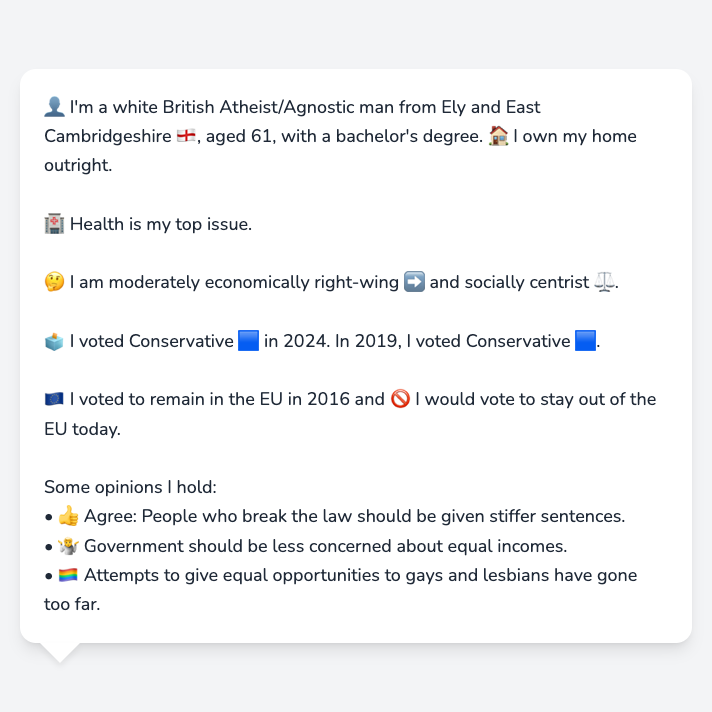 👤 I'm a white British Atheist/Agnostic man from Ely and East
Cambridgeshire 🏴󠁧󠁢󠁥󠁮󠁧󠁿, aged 61, with a bachelor's degree. 🏠 I own my home
outright.
🏥 Health is my top issue.
🤔 I am moderately economically right-wing ➡️ and socially centrist ⚖️.
🗳️ I voted Conservative 🟦 in 2024. In 2019, I voted Conservative 🟦.
🇪🇺 I voted to remain in the EU in 2016 and 🚫 I would vote to stay out of the
EU today.
Some opinions I hold:
• 👍 Agree: People who break the law should be given stiffer sentences.
• 🤷 Government should be less concerned about equal incomes.
• 🏳️‍🌈 Attempts to give equal opportunities to gays and lesbians have gone
too far.